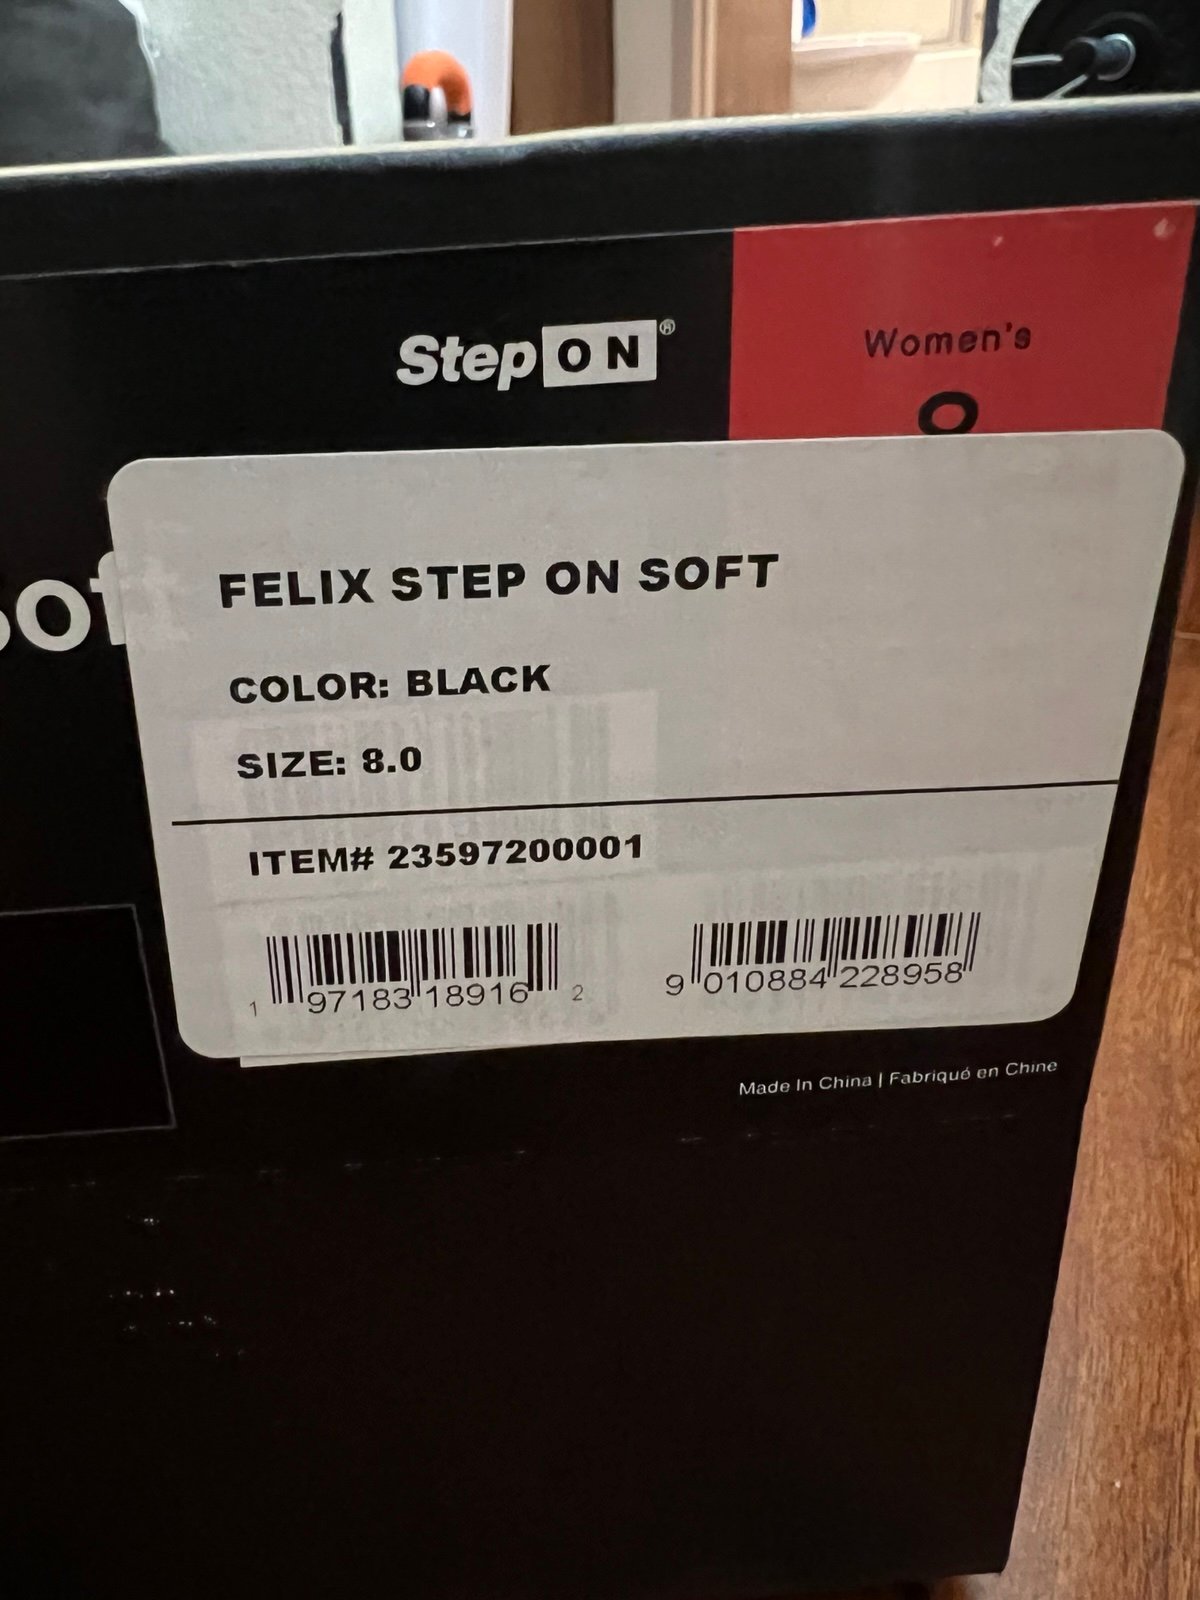 StepON®
Women's
FELIX STEP ON SOFT
COLOR: BLACK
SIZE: 8.0
ITEM# 23597200001
1 97183 18916 2
9 010884 228958
Made In China | Fabriqué en Chine